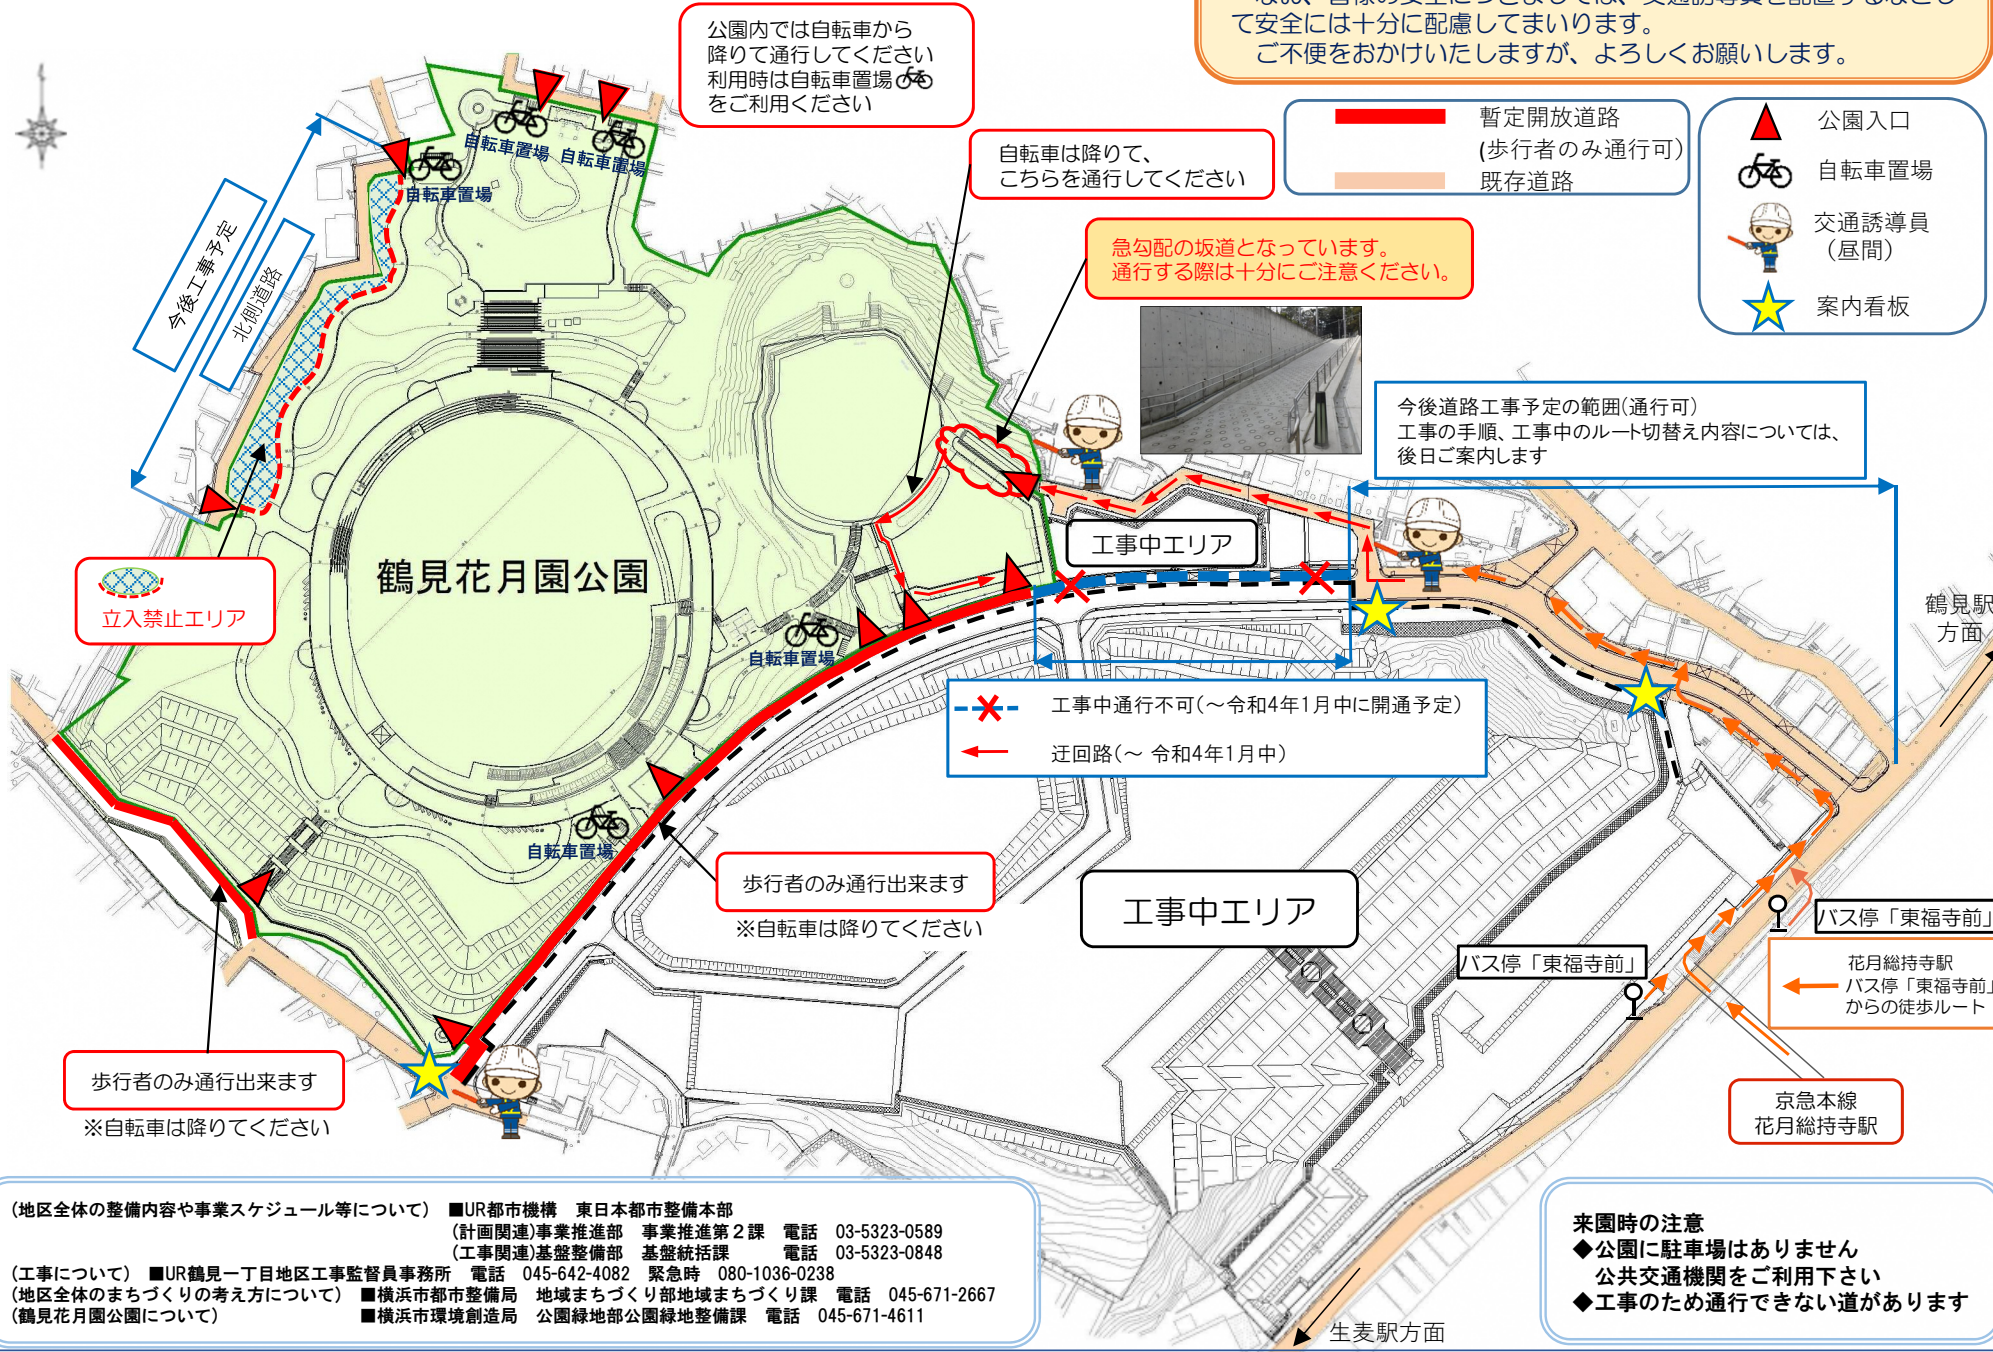 て安全には十分に配慮してまいります。
ご不便をおかけいたしますが、よろしくお願いします。
公園内では自転車から
降りて通行してください
利用時は自転車置場
をご利用ください
自転車は降りて、
こちらを通行してください
暫定開放道路
(歩行者のみ通行可)
既存道路
公園入口
自転車置場
交通誘導員
(昼間)
案内看板
急勾配の坂道となっています。
通行する際は十分にご注意ください。
自転車置場
自転車置場
自転車置場
今後工事予定
北側道路
今後道路工事予定の範囲(通行可)
工事の手順、工事中のルート切替え内容については、
後日ご案内します
工事中エリア
鶴見花月園公園
立入禁止エリア
自転車置場
鶴見駅
方面
工事中通行不可(～令和4年1月中に開通予定)
迂回路(～ 令和4年1月中)
自転車置場
歩行者のみ通行出来ます
※自転車は降りてください
工事中エリア
バス停「東福寺前」
バス停「東福寺前」
花月総持寺駅
バス停「東福寺前」
からの徒歩ルート
歩行者のみ通行出来ます
※自転車は降りてください
京急本線
花月総持寺駅
(地区全体の整備内容や事業スケジュール等について) ■UR都市機構 東日本都市整備本部
(計画関連)事業推進部 事業推進第2課 電話 03-5323-0589
(工事関連)基盤整備部 基盤統括課 電話 03-5323-0848
(工事について) ■UR鶴見一丁目地区工事監督員事務所 電話 045-642-4082 緊急時 080-1036-0238
(地区全体のまちづくりの考え方について) ■横浜市都市整備局 地域まちづくり部地域まちづくり課 電話 045-671-2667
(鶴見花月園公園について) ■横浜市環境創造局 公園緑地部公園緑地整備課 電話 045-671-4611
生麦駅方面
来園時の注意
◆公園に駐車場はありません
公共交通機関をご利用下さい
◆工事のため通行できない道があります